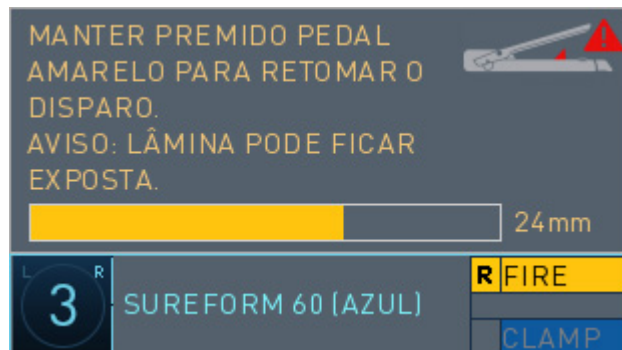 MANTER PREMIDO PEDAL
AMARELO PARA RETOMAR O
DISPARO.
AVISO: LÂMINA PODE FICAR
EXPOSTA.
24mm
L R
3
SUREFORM 60 (AZUL)
R FIRE
CLAMP